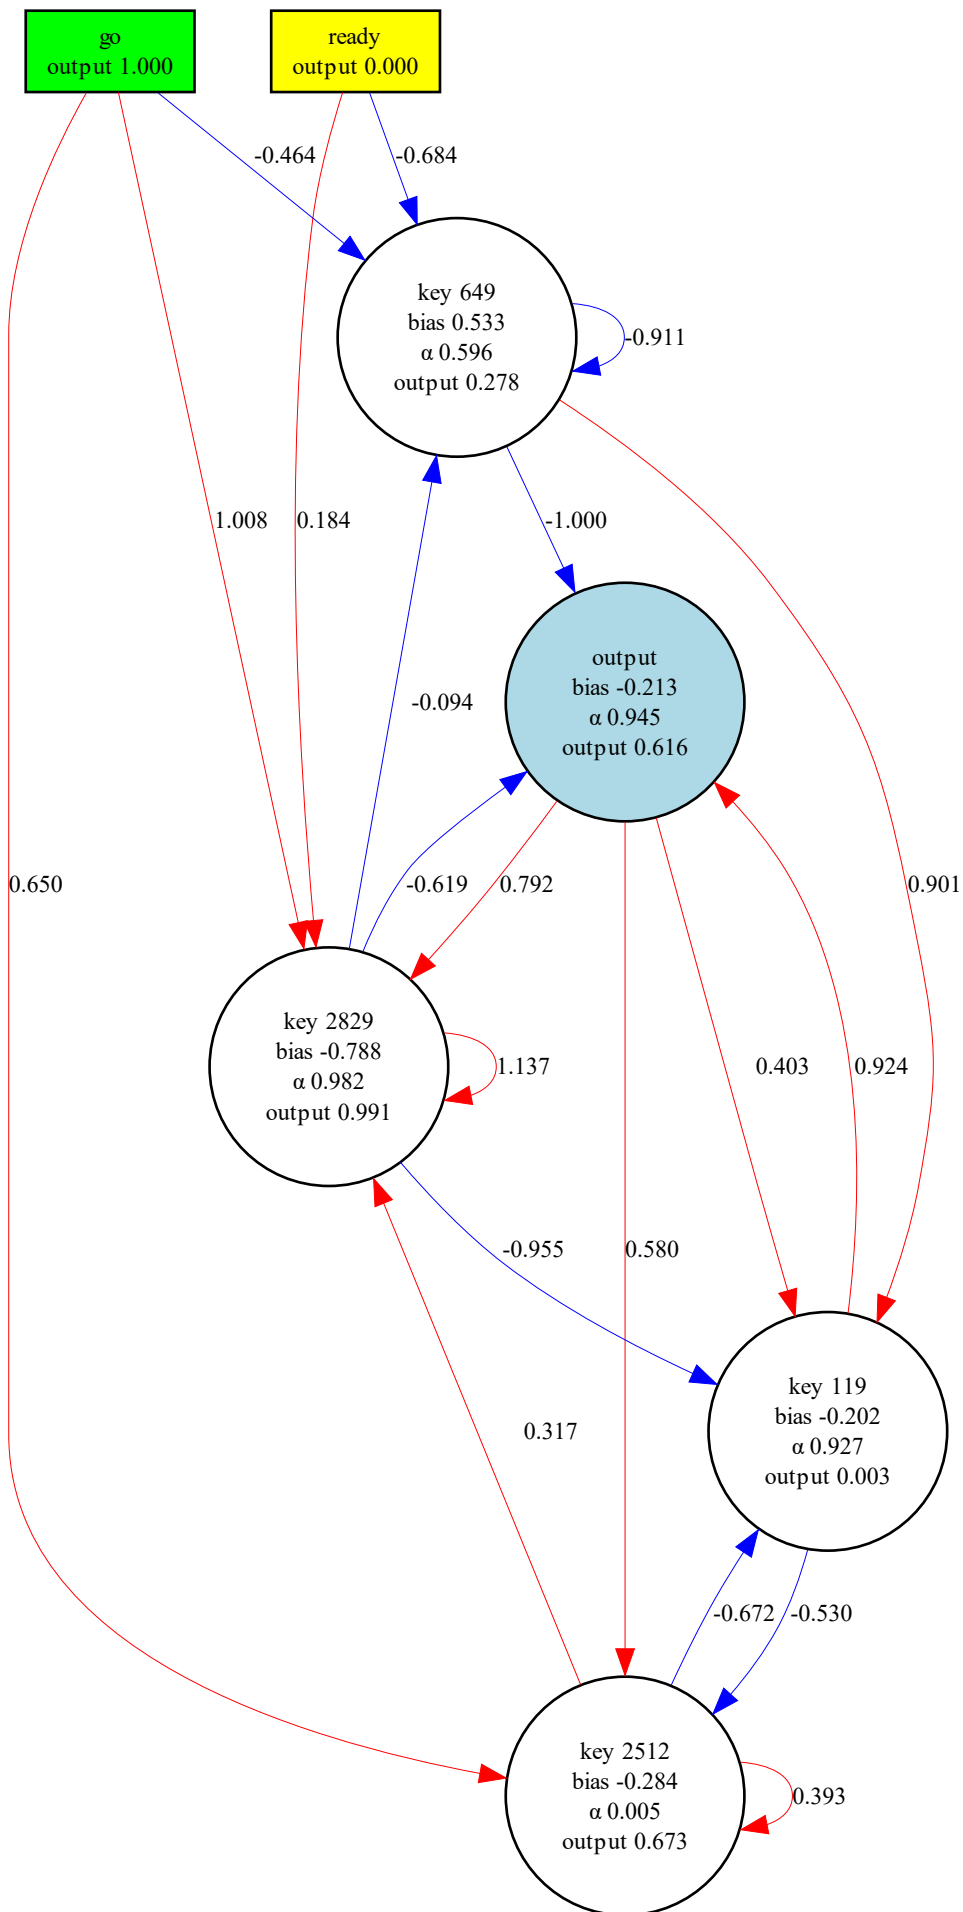 go
output 1.000
ready
output 0.000
-0.464
-0.684
key 649
bias 0.533
α 0.596
output 0.278
-0.911
1.008
0.184
-1.000
output
bias -0.213
α 0.945
output 0.616
-0.094
0.650
-0.619
0.792
0.901
key 2829
bias -0.788
α 0.982
output 0.991
1.137
0.403
0.924
-0.955
0.580
key 119
bias -0.202
α 0.927
output 0.003
0.317
-0.672
-0.530
key 2512
bias -0.284
α 0.005
output 0.673
0.393